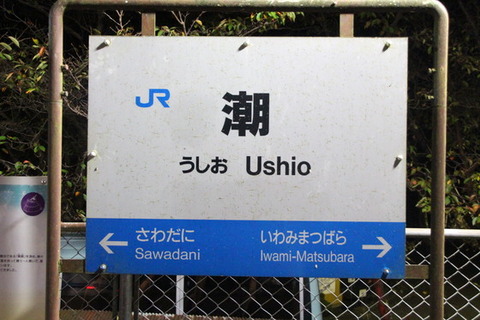 JR
潮
うしお Ushio
← さわだに いわみまつばら →
Sawadani Iwami-Matsubara